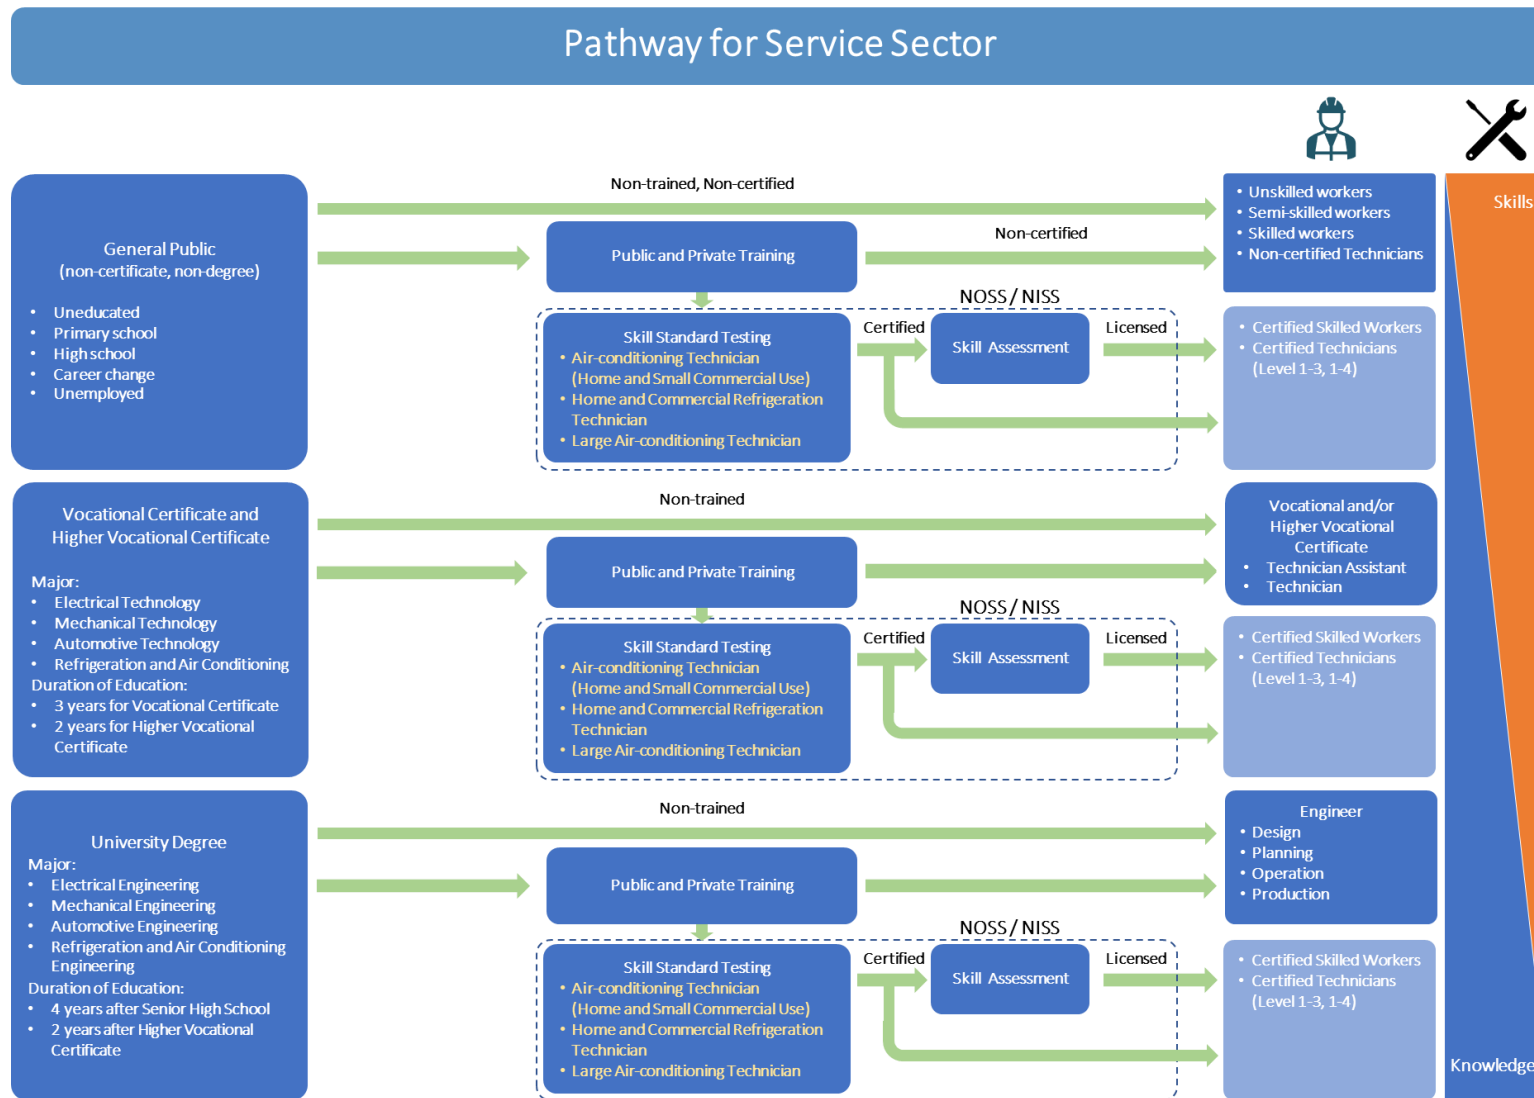 Pathway for Service Sector
Skills
Non-trained, Non-certified
General Public
(non-certificate, non-degree)
• Uneducated
• Primary school
• High school
• Career change
• Unemployed
Public and Private Training
Non-certified
• Unskilled workers
• Semi-skilled workers
• Skilled workers
• Non-certified Technicians
NOSS / NISS
Skill Standard Testing
• Air-conditioning Technician
(Home and Small Commercial Use)
• Home and Commercial Refrigeration
Technician
• Large Air-conditioning Technician
Certified
Skill Assessment
Licensed
• Certified Skilled Workers
• Certified Technicians
(Level 1-3, 1-4)
Vocational Certificate and
Higher Vocational Certificate
Major:
• Electrical Technology
• Mechanical Technology
• Automotive Technology
• Refrigeration and Air Conditioning
Duration of Education:
• 3 years for Vocational Certificate
• 2 years for Higher Vocational
Certificate
Non-trained
Public and Private Training
Vocational and/or
Higher Vocational
Certificate
• Technician Assistant
• Technician
NOSS / NISS
Skill Standard Testing
• Air-conditioning Technician
(Home and Small Commercial Use)
• Home and Commercial Refrigeration
Technician
• Large Air-conditioning Technician
Certified
Skill Assessment
Licensed
• Certified Skilled Workers
• Certified Technicians
(Level 1-3, 1-4)
University Degree
Major:
• Electrical Engineering
• Mechanical Engineering
• Automotive Engineering
• Refrigeration and Air Conditioning
Engineering
Duration of Education:
• 4 years after Senior High School
• 2 years after Higher Vocational
Certificate
Non-trained
Public and Private Training
Engineer
• Design
• Planning
• Operation
• Production
NOSS / NISS
Skill Standard Testing
• Air-conditioning Technician
(Home and Small Commercial Use)
• Home and Commercial Refrigeration
Technician
• Large Air-conditioning Technician
Certified
Skill Assessment
Licensed
• Certified Skilled Workers
• Certified Technicians
(Level 1-3, 1-4)
Knowledge